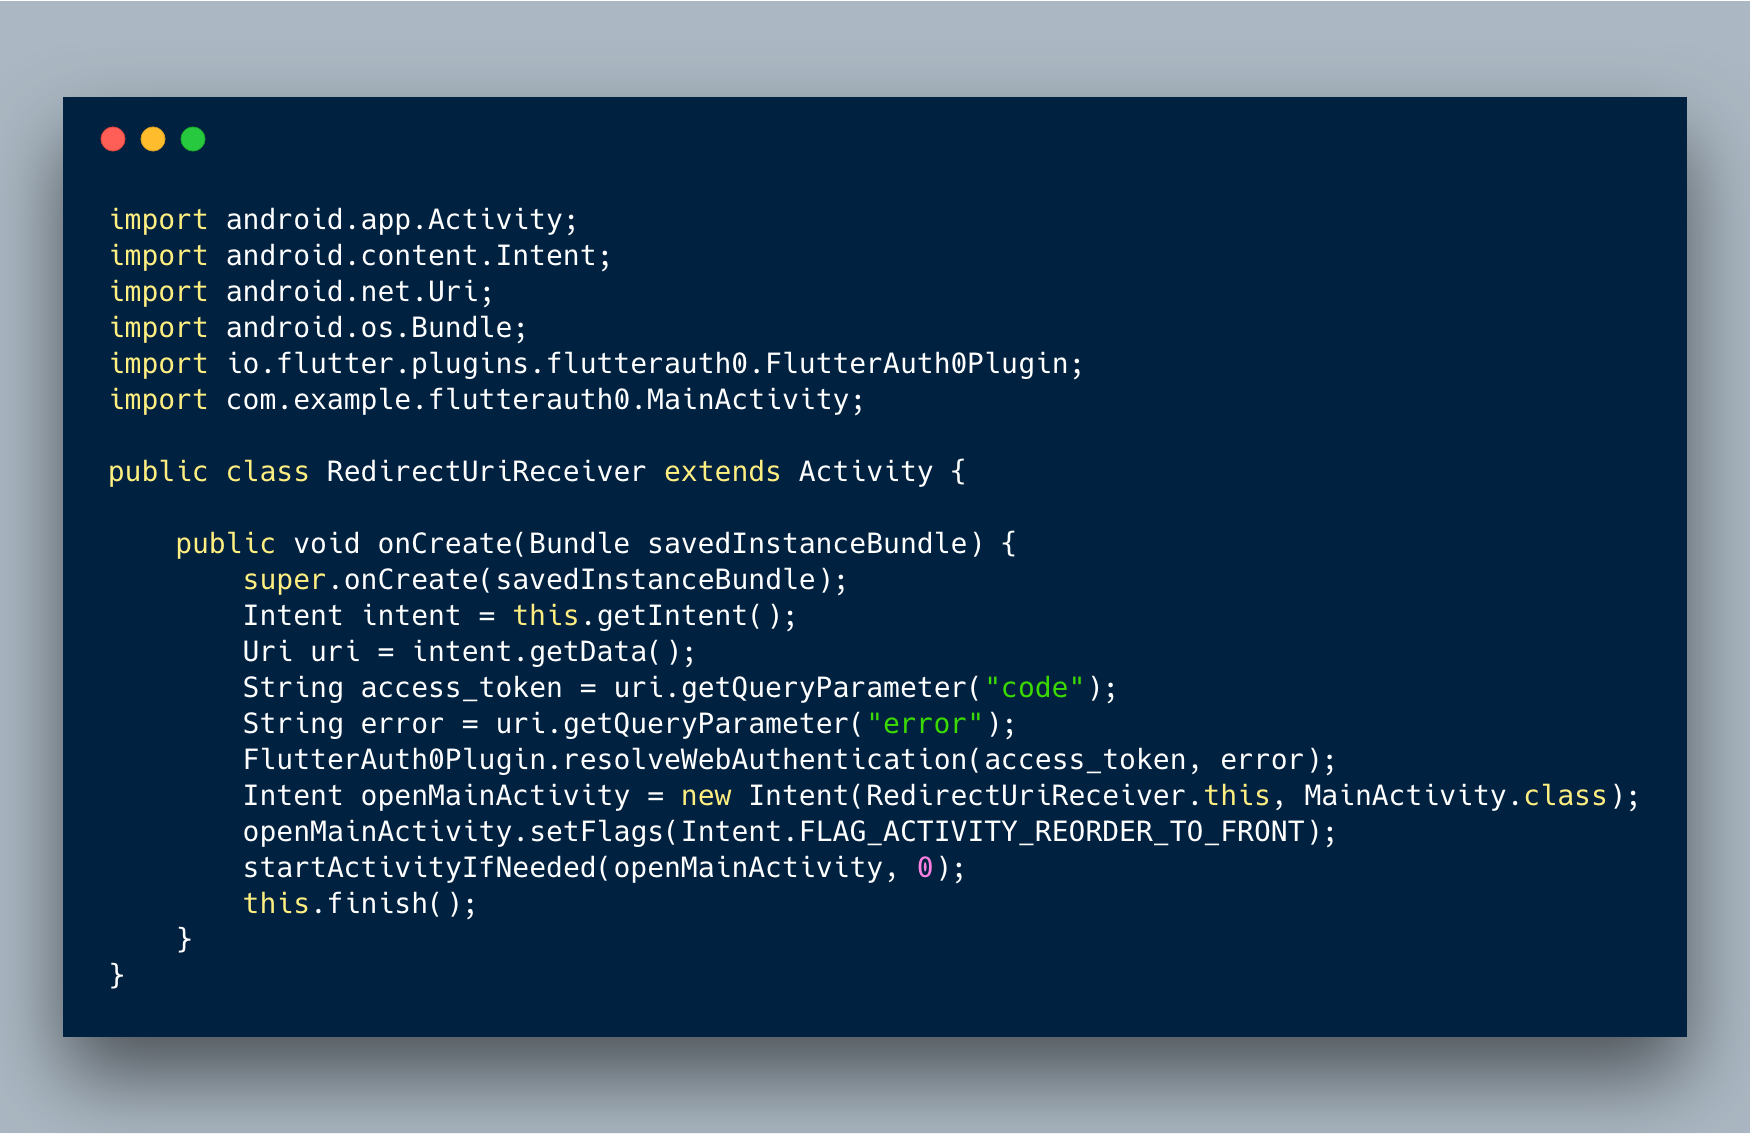 import android.app.Activity;
import android.content.Intent;
import android.net.Uri;
import android.os.Bundle;
import io.flutter.plugins.flutterauth0.FlutterAuth0Plugin;
import com.example.flutterauth0.MainActivity;

public class RedirectUriReceiver extends Activity {

    public void onCreate(Bundle savedInstanceBundle) {
        super.onCreate(savedInstanceBundle);
        Intent intent = this.getIntent();
        Uri uri = intent.getData();
        String access_token = uri.getQueryParameter("code");
        String error = uri.getQueryParameter("error");
        FlutterAuth0Plugin.resolveWebAuthentication(access_token, error);
        Intent openMainActivity = new Intent(RedirectUriReceiver.this, MainActivity.class);
        openMainActivity.setFlags(Intent.FLAG_ACTIVITY_REORDER_TO_FRONT);
        startActivityIfNeeded(openMainActivity, 0);
        this.finish();
    }
}